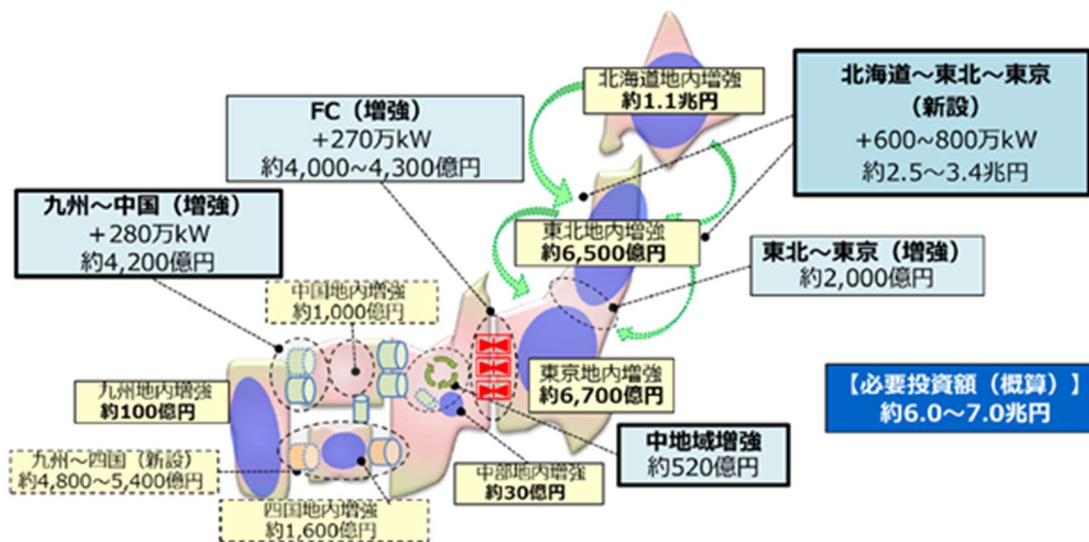 北海道地内増強
約1.1兆円
北海道～東北～東京
（新設）
+600～800万kW
約2.5～3.4兆円
FC（増強）
+270万kW
約4,000～4,300億円
九州～中国（増強）
+280万kW
約4,200億円
東北地内増強
約6,500億円
東北～東京（増強）
約2,000億円
中国地内増強
約1,000億円
九州地内増強
約100億円
東京地内増強
約6,700億円
【必要投資額（概算）】
約6.0～7.0兆円
中地域増強
約520億円
九州～四国（新設）
約4,800～5,400億円
中部地内増強
約30億円
四国地内増強
約1,600億円